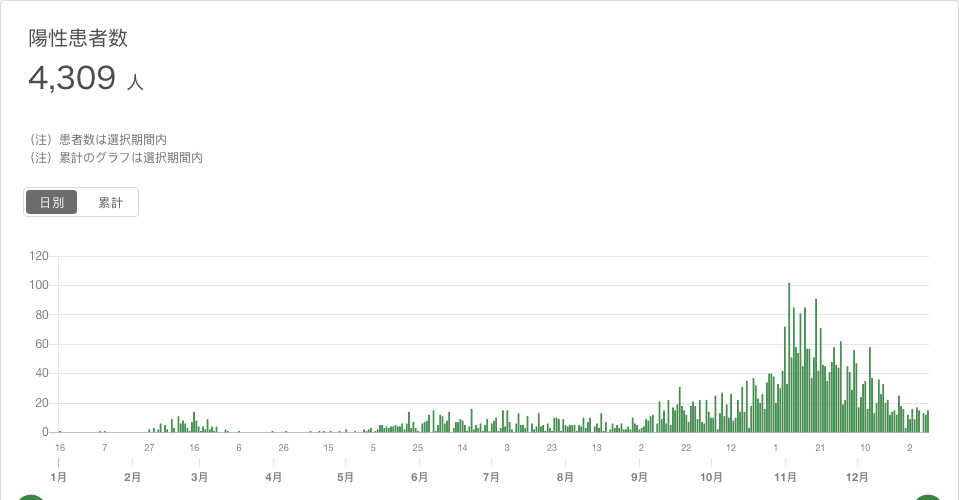 陽性患者数
4,309 人
（注）患者数は選択期間内
（注）累計のグラフは選択期間内
日別 累計
120
100
80
60
40
20
0
16 7 27 16 6 26 15 5 25 14 3 23 13 2 22 12 1 21 10 2
1月 2月 3月 4月 5月 6月 7月 8月 9月 10月 11月 12月